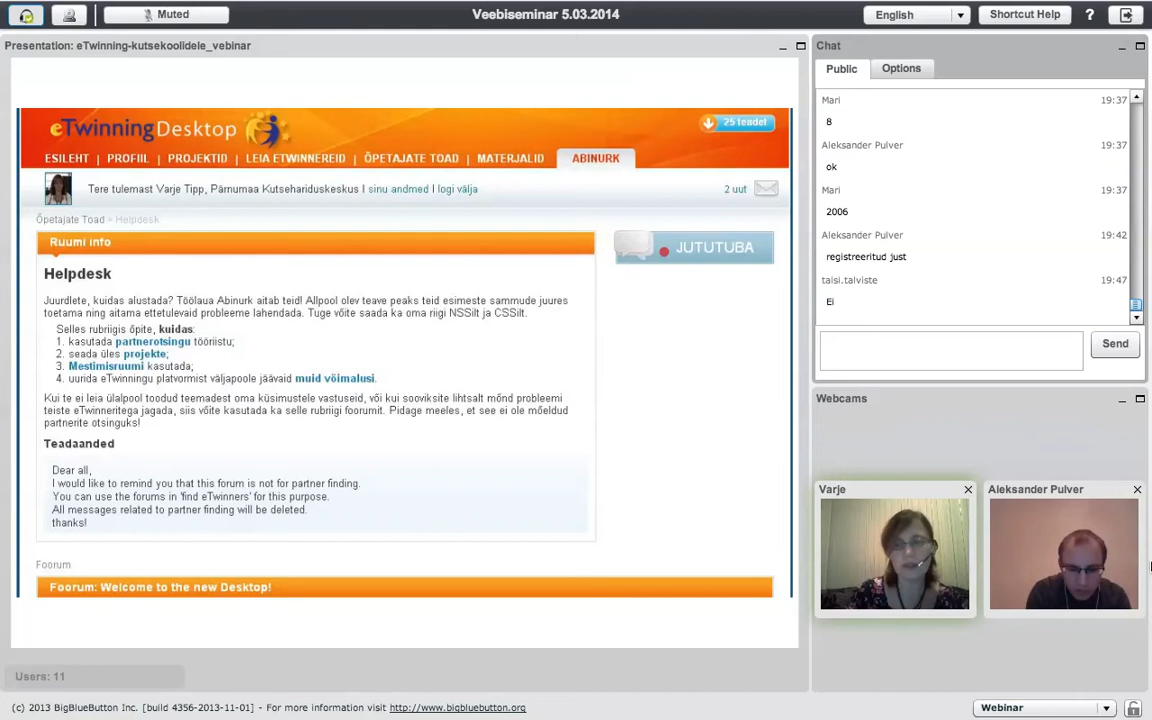 Muted
Veebiseminar 5.03.2014
English
Shortcut Help
?
Presentation: eTwinning-kutsekoolidele_vebinar
eTwinningDesktop
25 teadet
ESILEHT | PROFIIL | PROJEKTID | LEIA ETWINNEREID | ÕPETAJATE TOAD | MATERJALID
ABINURK
Tere tulemast Varje Tipp, Pärnumaa Kutsehariduskeskus I sinu andmed I logi välja
2 uut
Õpetajate Toad » Helpdesk
Ruumi info
JUTUTUBA
Helpdesk
Juurdlete, kuidas alustada? Töölaua Abinurk aitab teid! Allpool olev teave peaks teid esimeste sammude juures
toetama ning aitama ettetulevaid probleeme lahendada. Tuge võite saada ka oma riigi NSSilt ja CSSilt.
Selles rubriigis õpite, kuidas:
1. kasutada partnerotsingu tööriistu;
2. seada üles projekte;
3. Mestimisruumi kasutada;
4. uurida eTwinningu platvormist väljapoole jäävaid muid võimalusi.
Kui te ei leia ülalpool toodud teemadest oma küsimustele vastuseid, või kui sooviksite lihtsalt mõnd probleemi
teiste eTwinneritega jagada, siis võite kasutada ka selle rubriigi foorumit. Pidage meeles, et see ei ole mõeldud
partnerite otsinguks!
Teadaanded
Dear all,
I would like to remind you that this forum is not for partner finding.
You can use the forums in 'find eTwinners' for this purpose.
All messages related to partner finding will be deleted.
thanks!
Foorum
Foorum: Welcome to the new Desktop!
Users: 11
Chat
Public
Options
Mari 19:37
8
Aleksander Pulver 19:37
ok
Mari 19:37
2006
Aleksander Pulver 19:42
registreeritud just
taisi.talviste 19:47
Ei
Send
Webcams
Varje
Aleksander Pulver
(c) 2013 BigBlueButton Inc. [build 4356-2013-11-01] - For more information visit http://www.bigbluebutton.org
Webinar